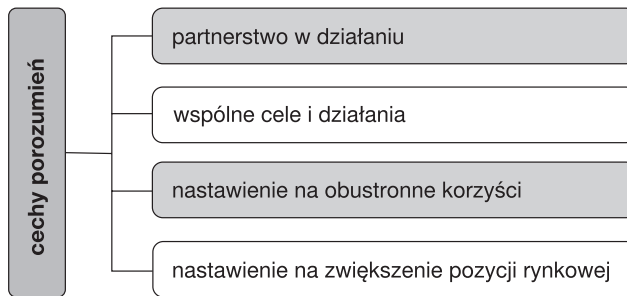 cechy porozumień
partnerstwo w działaniu
wspólne cele i działania
nastawienie na obustronne korzyści
nastawienie na zwiększenie pozycji rynkowej